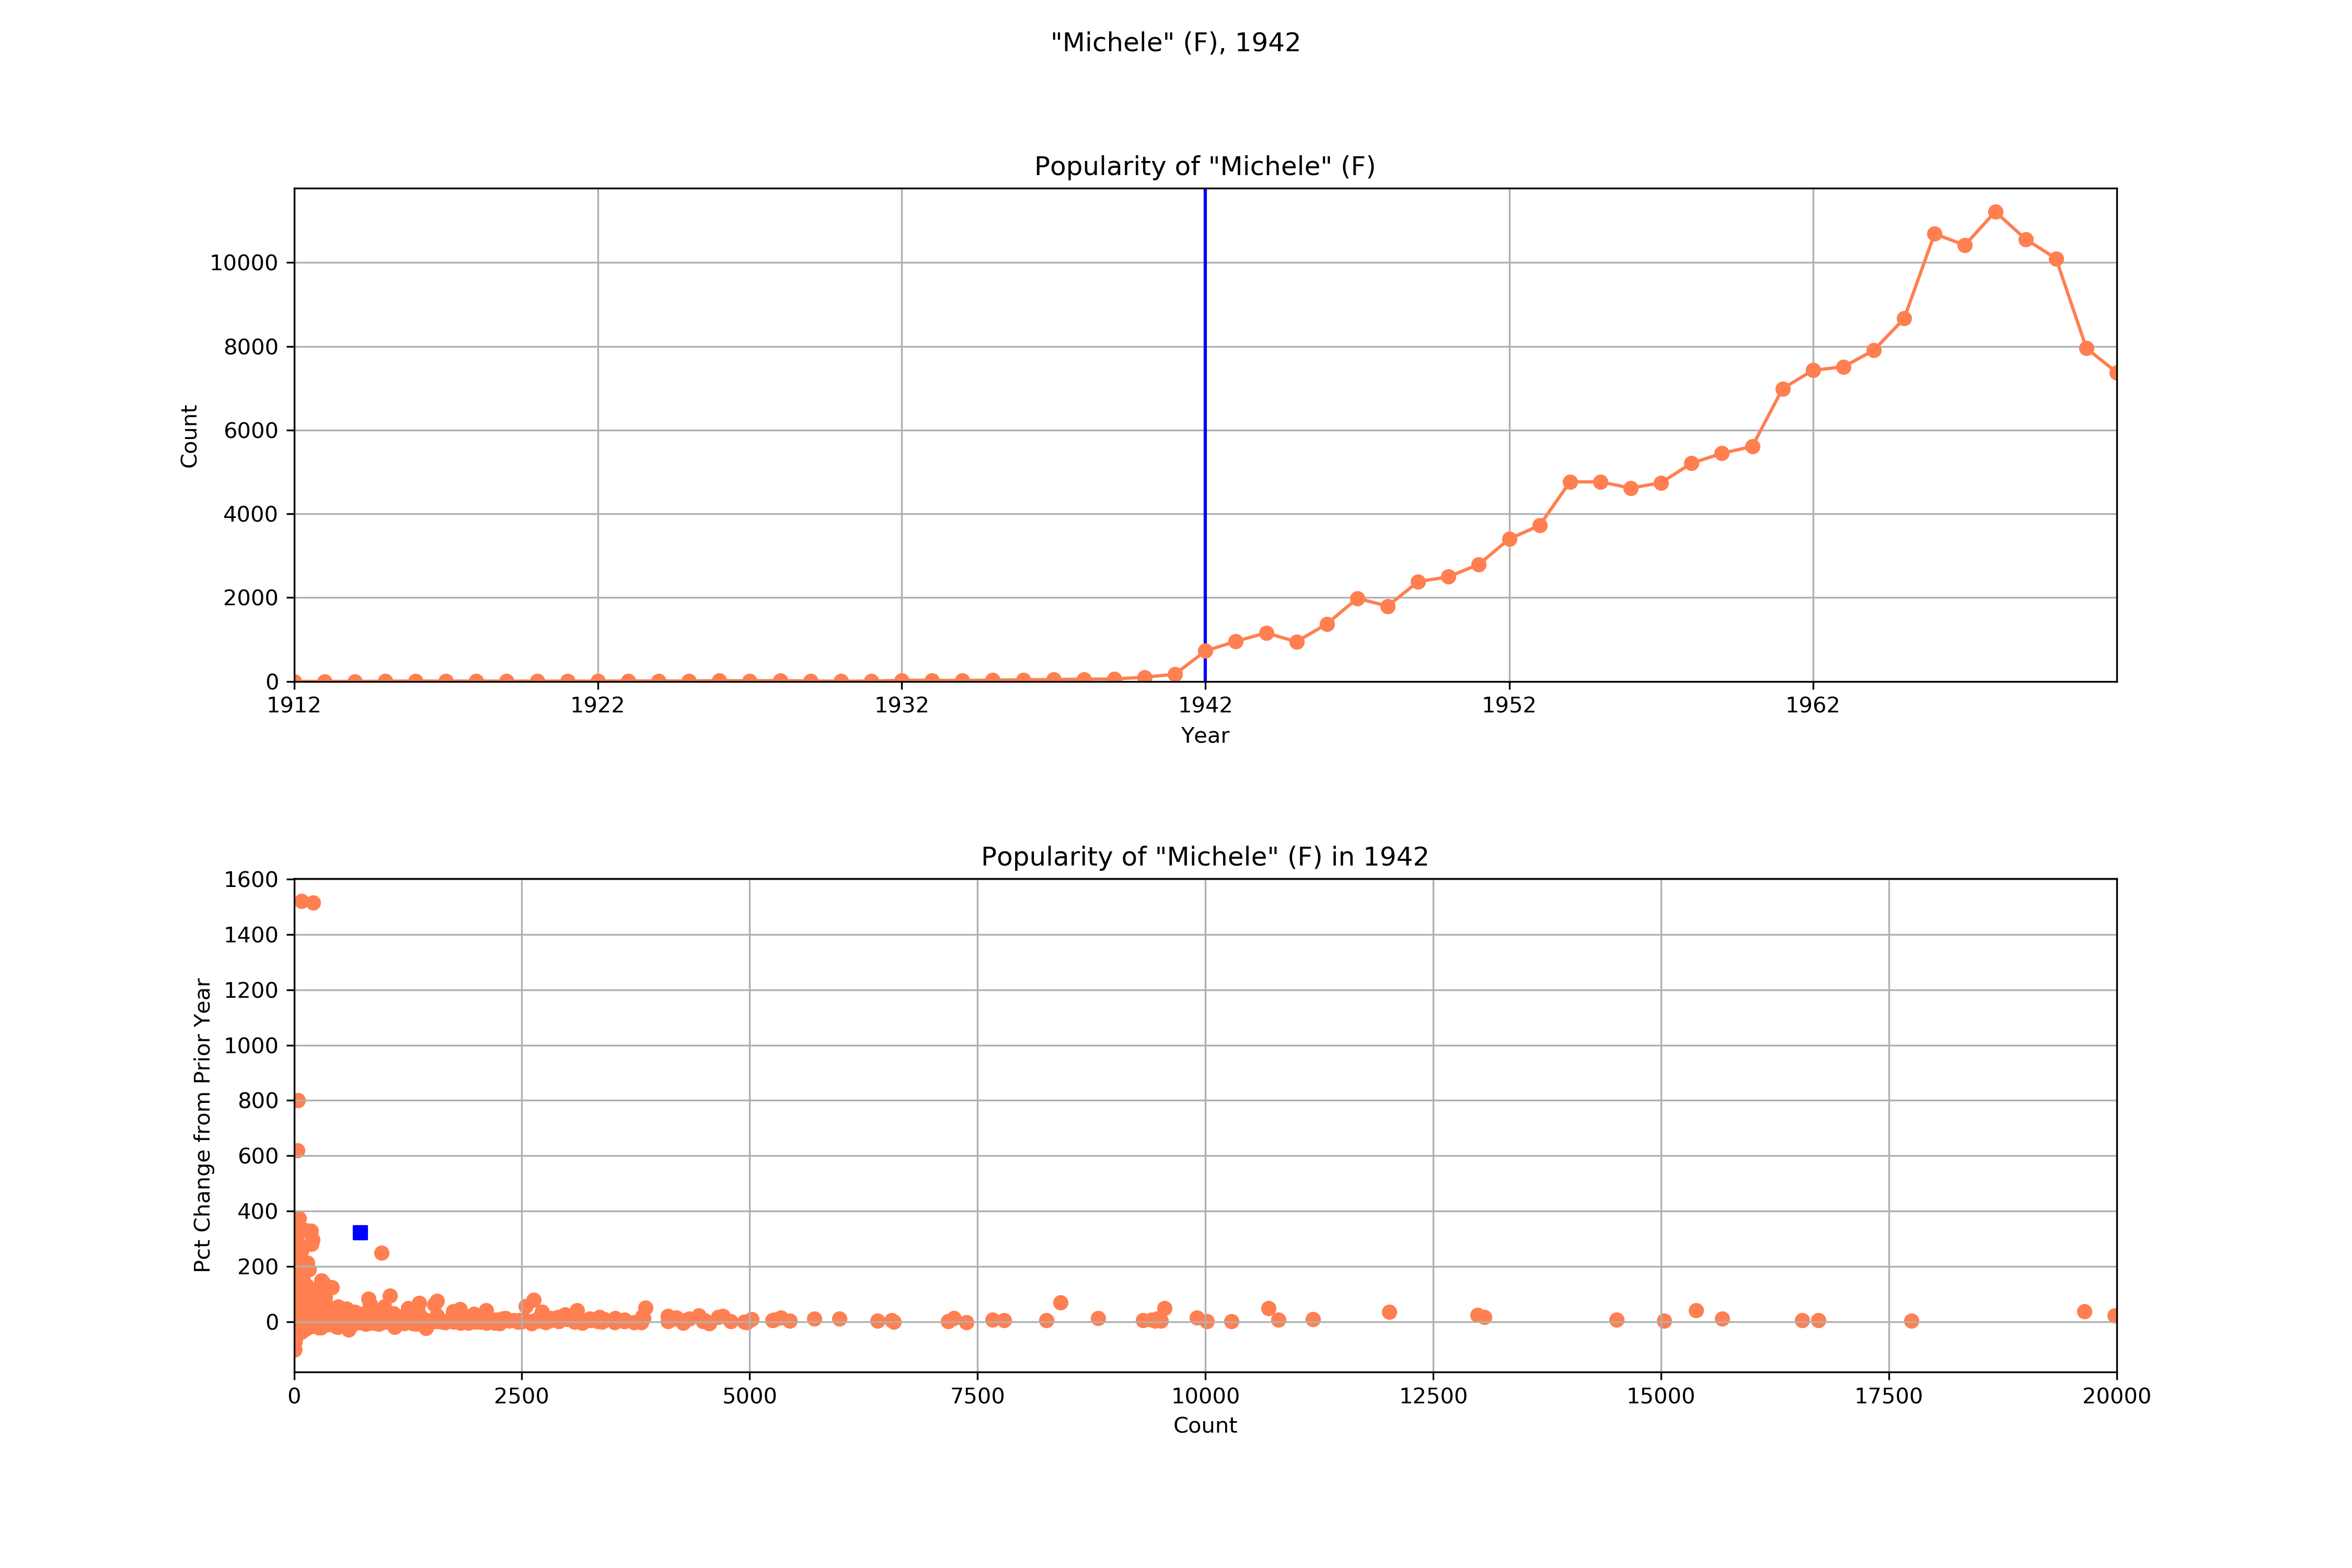 "Michele" (F), 1942
Popularity of "Michele" (F)
10000
8000
6000
4000
2000
0
Count
1912 1922 1932 1942 1952 1962
Year
Popularity of "Michele" (F) in 1942
1600
1400
1200
1000
800
600
400
200
0
Pct Change from Prior Year
0 2500 5000 7500 10000 12500 15000 17500 20000
Count